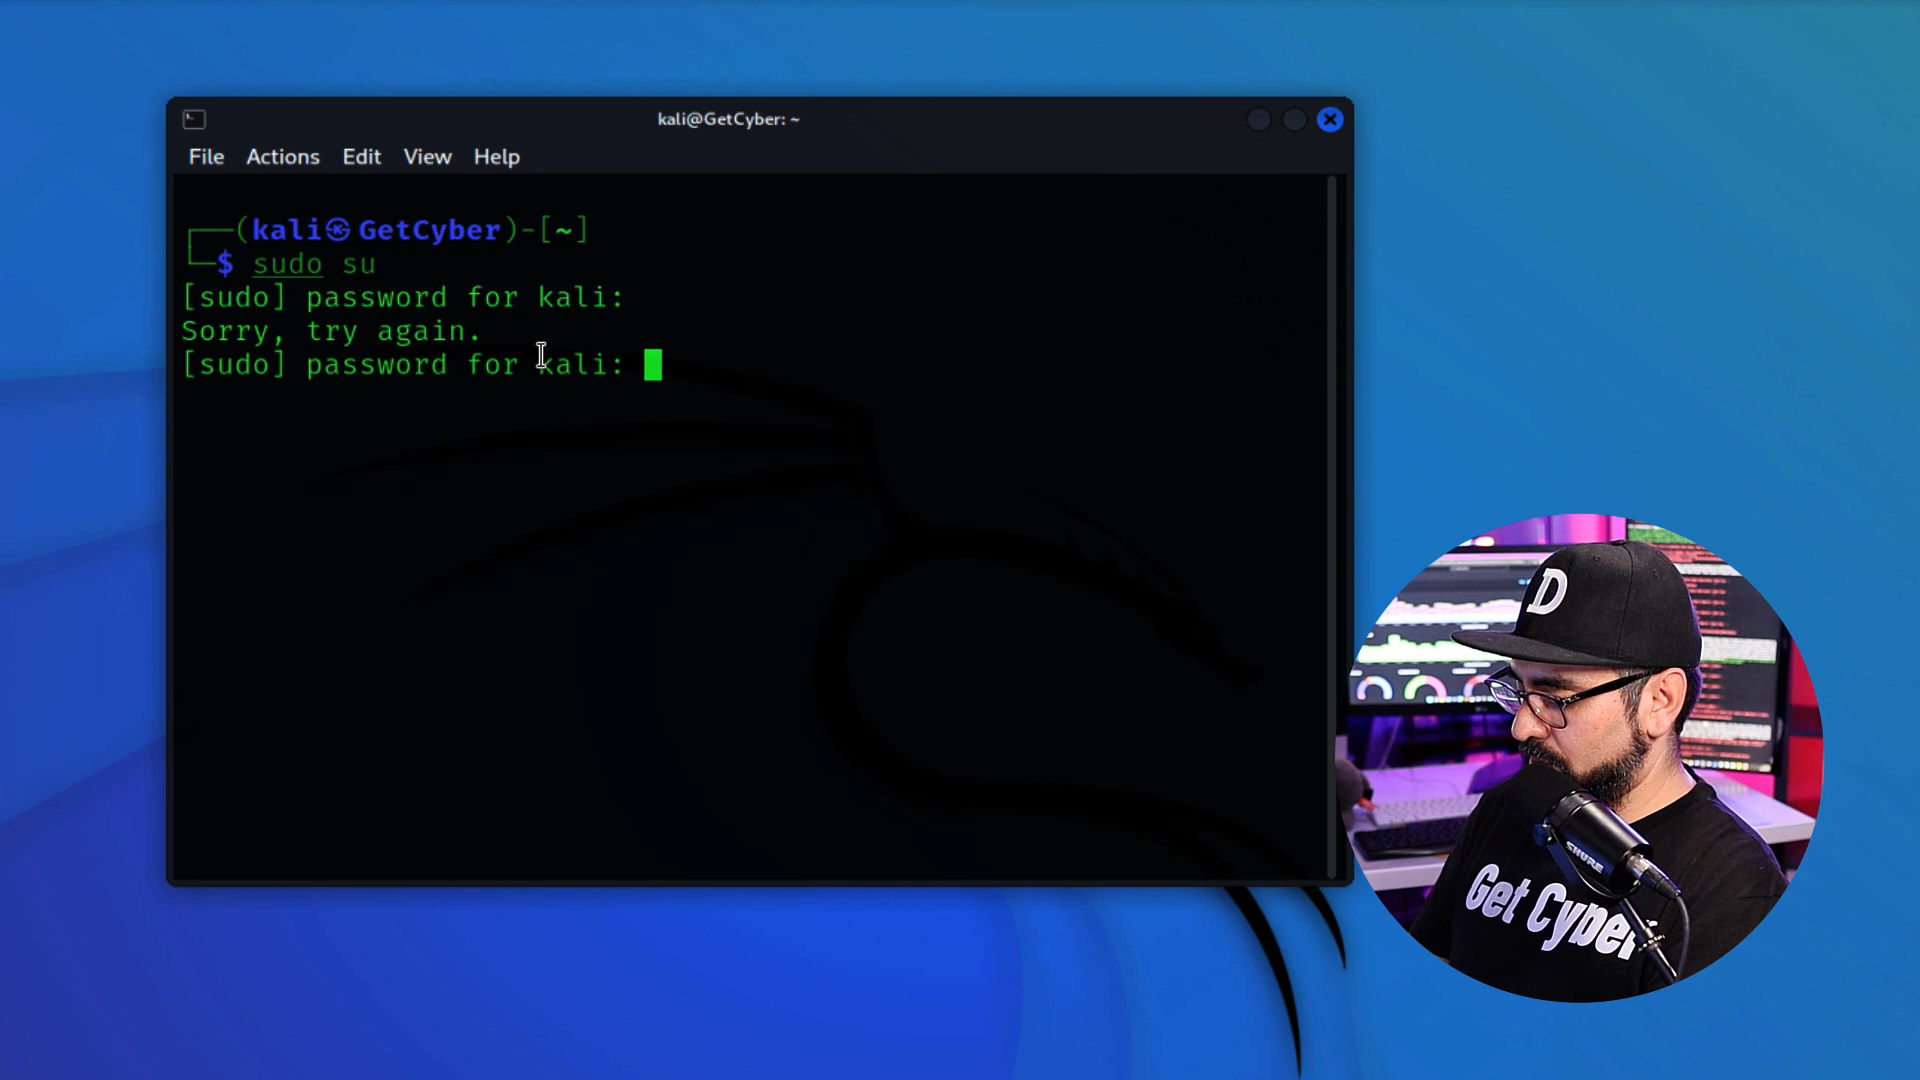 kali@GetCyber: ~
File Actions Edit View Help
┌──(kali㉿GetCyber)-[~]
└─$ sudo su
[sudo] password for kali:
Sorry, try again.
[sudo] password for kali:
D
SHURE
Get Cyber